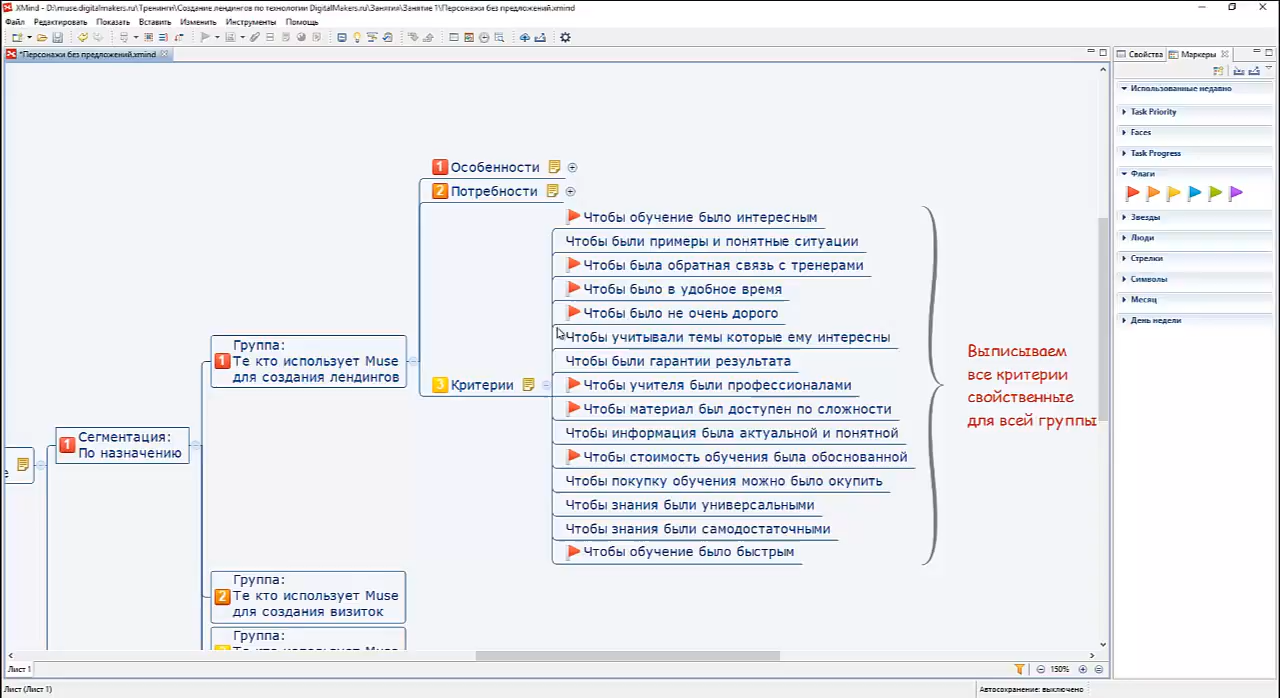 XMind - D:\muse.digitalmakers.ru\Тренинги\Создание лендингов по технологии DigitalMakers.ru\Занятия\Занятие 1\Персонажи без предложений.xmind
Файл Редактировать Показать Вставить Изменить Инструменты Помощь
*Персонажи без предложений.xmind
Свойства Маркеры
Использованные недавно
Task Priority
Faces
Task Progress
Флаги
Звезды
Люди
Стрелки
Символы
Месяц
День недели
1 Особенности
2 Потребности
Чтобы обучение было интересным
Чтобы были примеры и понятные ситуации
Чтобы была обратная связь с тренерами
Чтобы было в удобное время
Чтобы было не очень дорого
Чтобы учитывали темы которые ему интересны
Чтобы были гарантии результата
3 Критерии
Чтобы учителя были профессионалами
Чтобы материал был доступен по сложности
Чтобы информация была актуальной и понятной
Чтобы стоимость обучения была обоснованной
Чтобы покупку обучения можно было окупить
Чтобы знания были универсальными
Чтобы знания были самодостаточными
Чтобы обучение было быстрым
Выписываем
все критерии
свойственные
для всей группы
Группа:
1 Те кто использует Muse
для создания лендингов
1 Сегментация:
По назначению
Группа:
2 Те кто использует Muse
для создания визиток
Группа:
Те кто использует Muse
Лист 1
150%
Лист (Лист 1)
Автосохранение: выключено